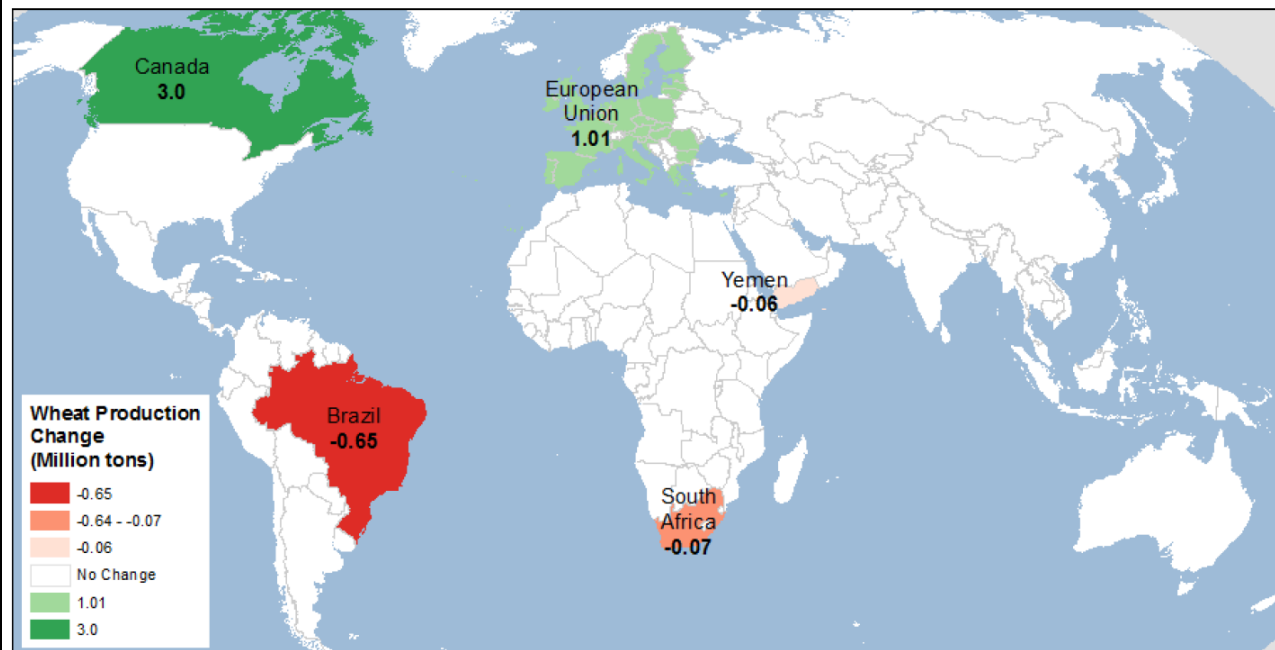 Canada
3.0
European
Union
1.01
Yemen
-0.06
Brazil
-0.65
South
Africa
-0.07
Wheat Production
Change
(Million tons)
-0.65
-0.64 - -0.07
-0.06
No Change
1.01
3.0